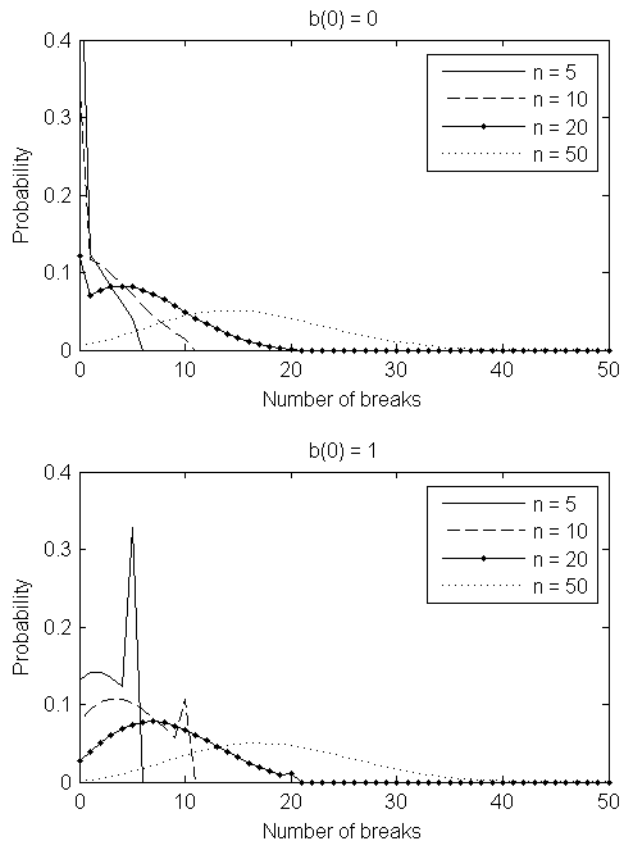 b(0) = 0
0.4
0.3
0.2
0.1
0
Probability
n = 5
n = 10
n = 20
n = 50
0 10 20 30 40 50
Number of breaks
b(0) = 1
0.4
0.3
0.2
0.1
0
Probability
n = 5
n = 10
n = 20
n = 50
0 10 20 30 40 50
Number of breaks